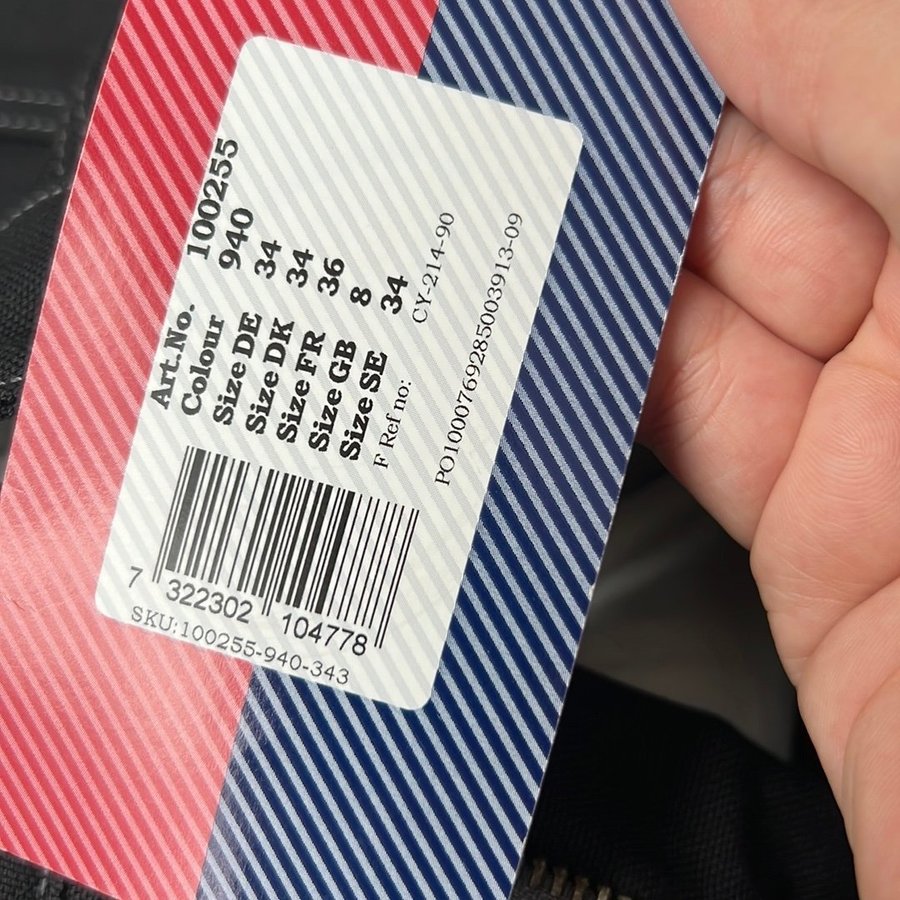 Art.No. 100255
Colour 940
Size DE 34
Size DK 34
Size FR 36
Size GB 8
Size SE 34
F Ref no: CY-214-90
PO1000769285003913-09
7 322302 104778
SKU:100255-940-343